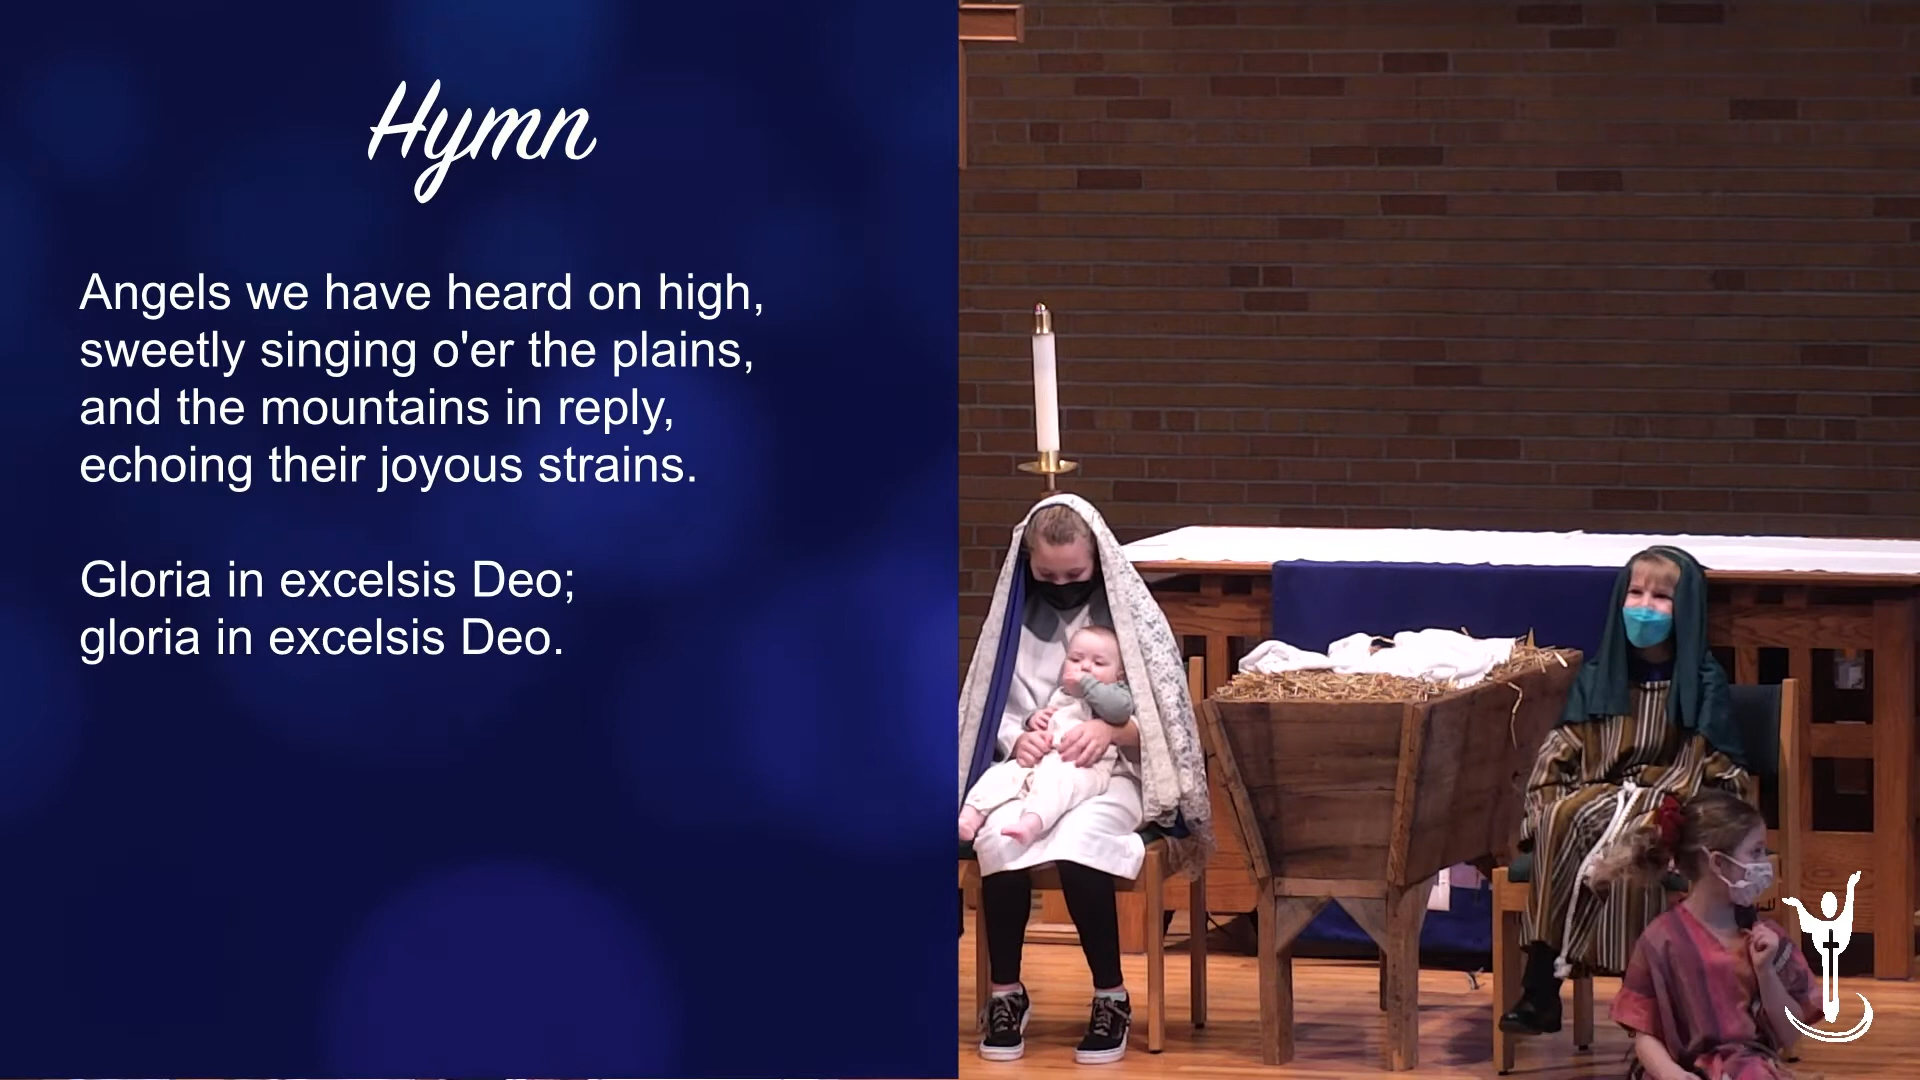 Hymn
Angels we have heard on high,
sweetly singing o'er the plains,
and the mountains in reply,
echoing their joyous strains.
Gloria in excelsis Deo;
gloria in excelsis Deo.